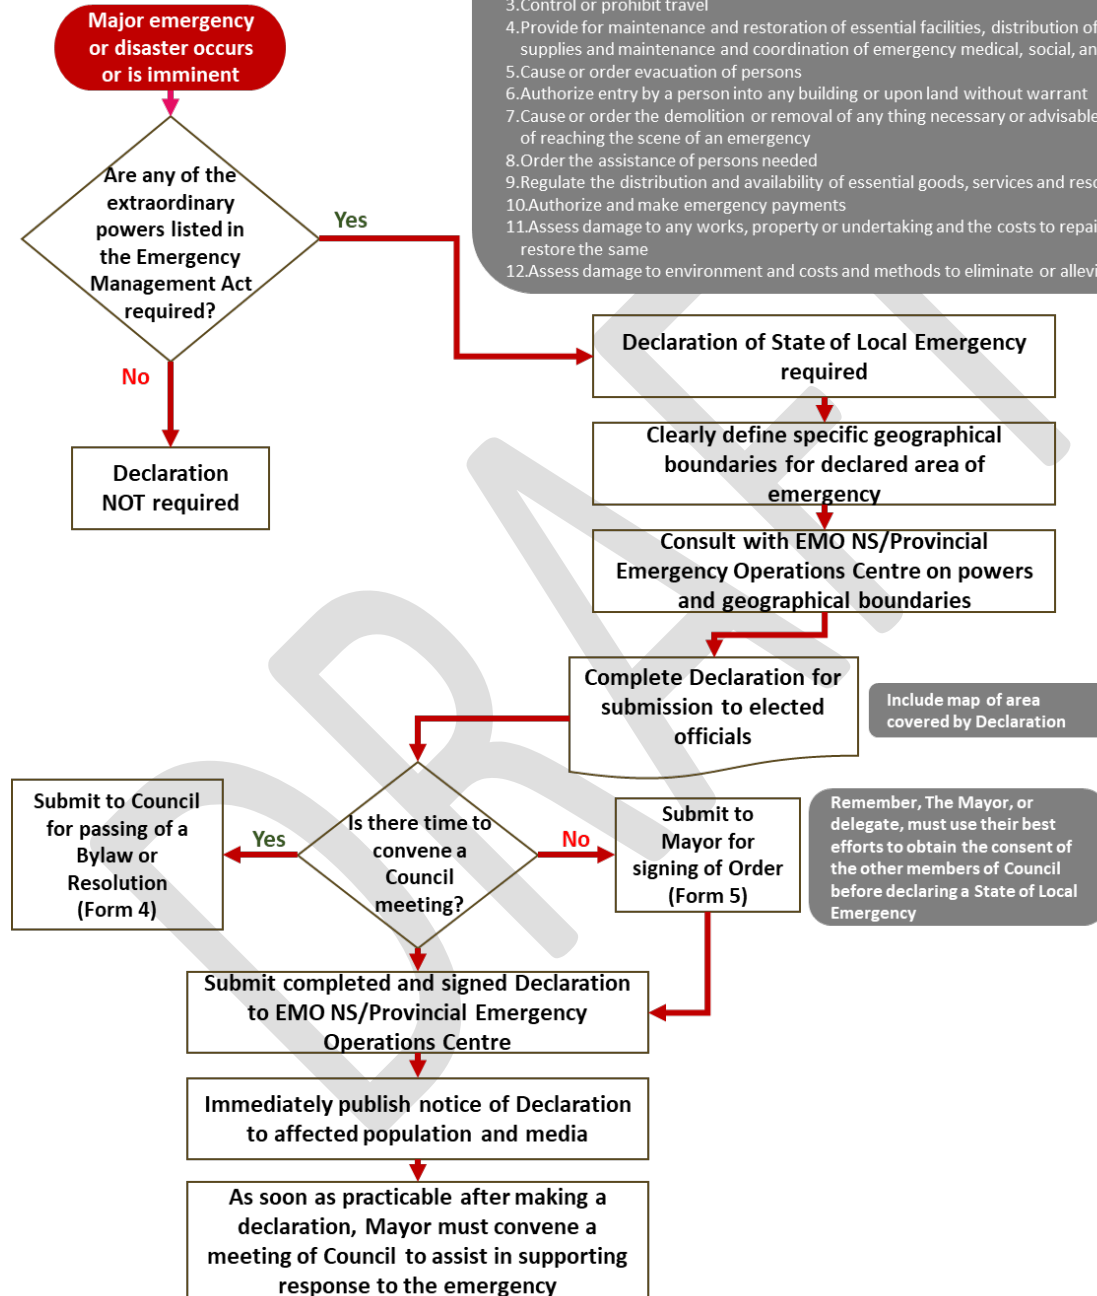 Major emergency
or disaster occurs
or is imminent
3.Control or prohibit travel
4.Provide for maintenance and restoration of essential facilities, distribution of
supplies and maintenance and coordination of emergency medical, social, an
5.Cause or order evacuation of persons
6.Authorize entry by a person into any building or upon land without warrant
7.Cause or order the demolition or removal of any thing necessary or advisable
of reaching the scene of an emergency
8.Order the assistance of persons needed
9.Regulate the distribution and availability of essential goods, services and reso
10.Authorize and make emergency payments
11.Assess damage to any works, property or undertaking and the costs to repai
restore the same
12.Assess damage to environment and costs and methods to eliminate or allevi
Are any of the
extraordinary
powers listed in
the Emergency
Management Act
required?
Yes
No
Declaration
NOT required
Declaration of State of Local Emergency
required
Clearly define specific geographical
boundaries for declared area of
emergency
Consult with EMO NS/Provincial
Emergency Operations Centre on powers
and geographical boundaries
Complete Declaration for
submission to elected
officials
Include map of area
covered by Declaration
Submit to Council
for passing of a
Bylaw or
Resolution
(Form 4)
Yes
Is there time to
convene a
Council
meeting?
No
Submit to
Mayor for
signing of Order
(Form 5)
Remember, The Mayor, or
delegate, must use their best
efforts to obtain the consent of
the other members of Council
before declaring a State of Local
Emergency
Submit completed and signed Declaration
to EMO NS/Provincial Emergency
Operations Centre
Immediately publish notice of Declaration
to affected population and media
As soon as practicable after making a
declaration, Mayor must convene a
meeting of Council to assist in supporting
response to the emergency
DRAFT